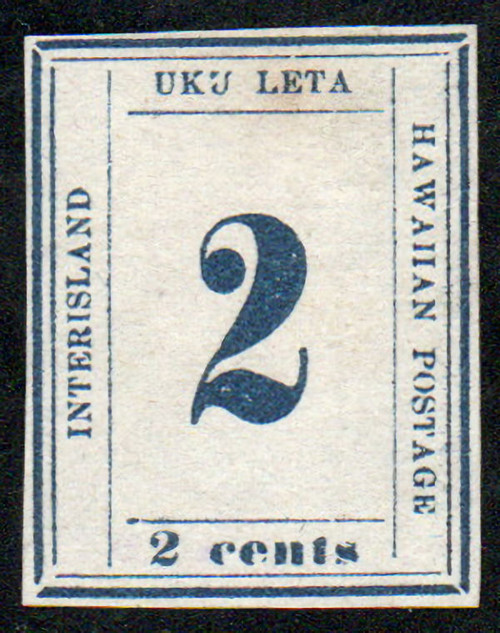 UKU LETA
INTERISLAND
2
HAWAIIAN POSTAGE
2 cents